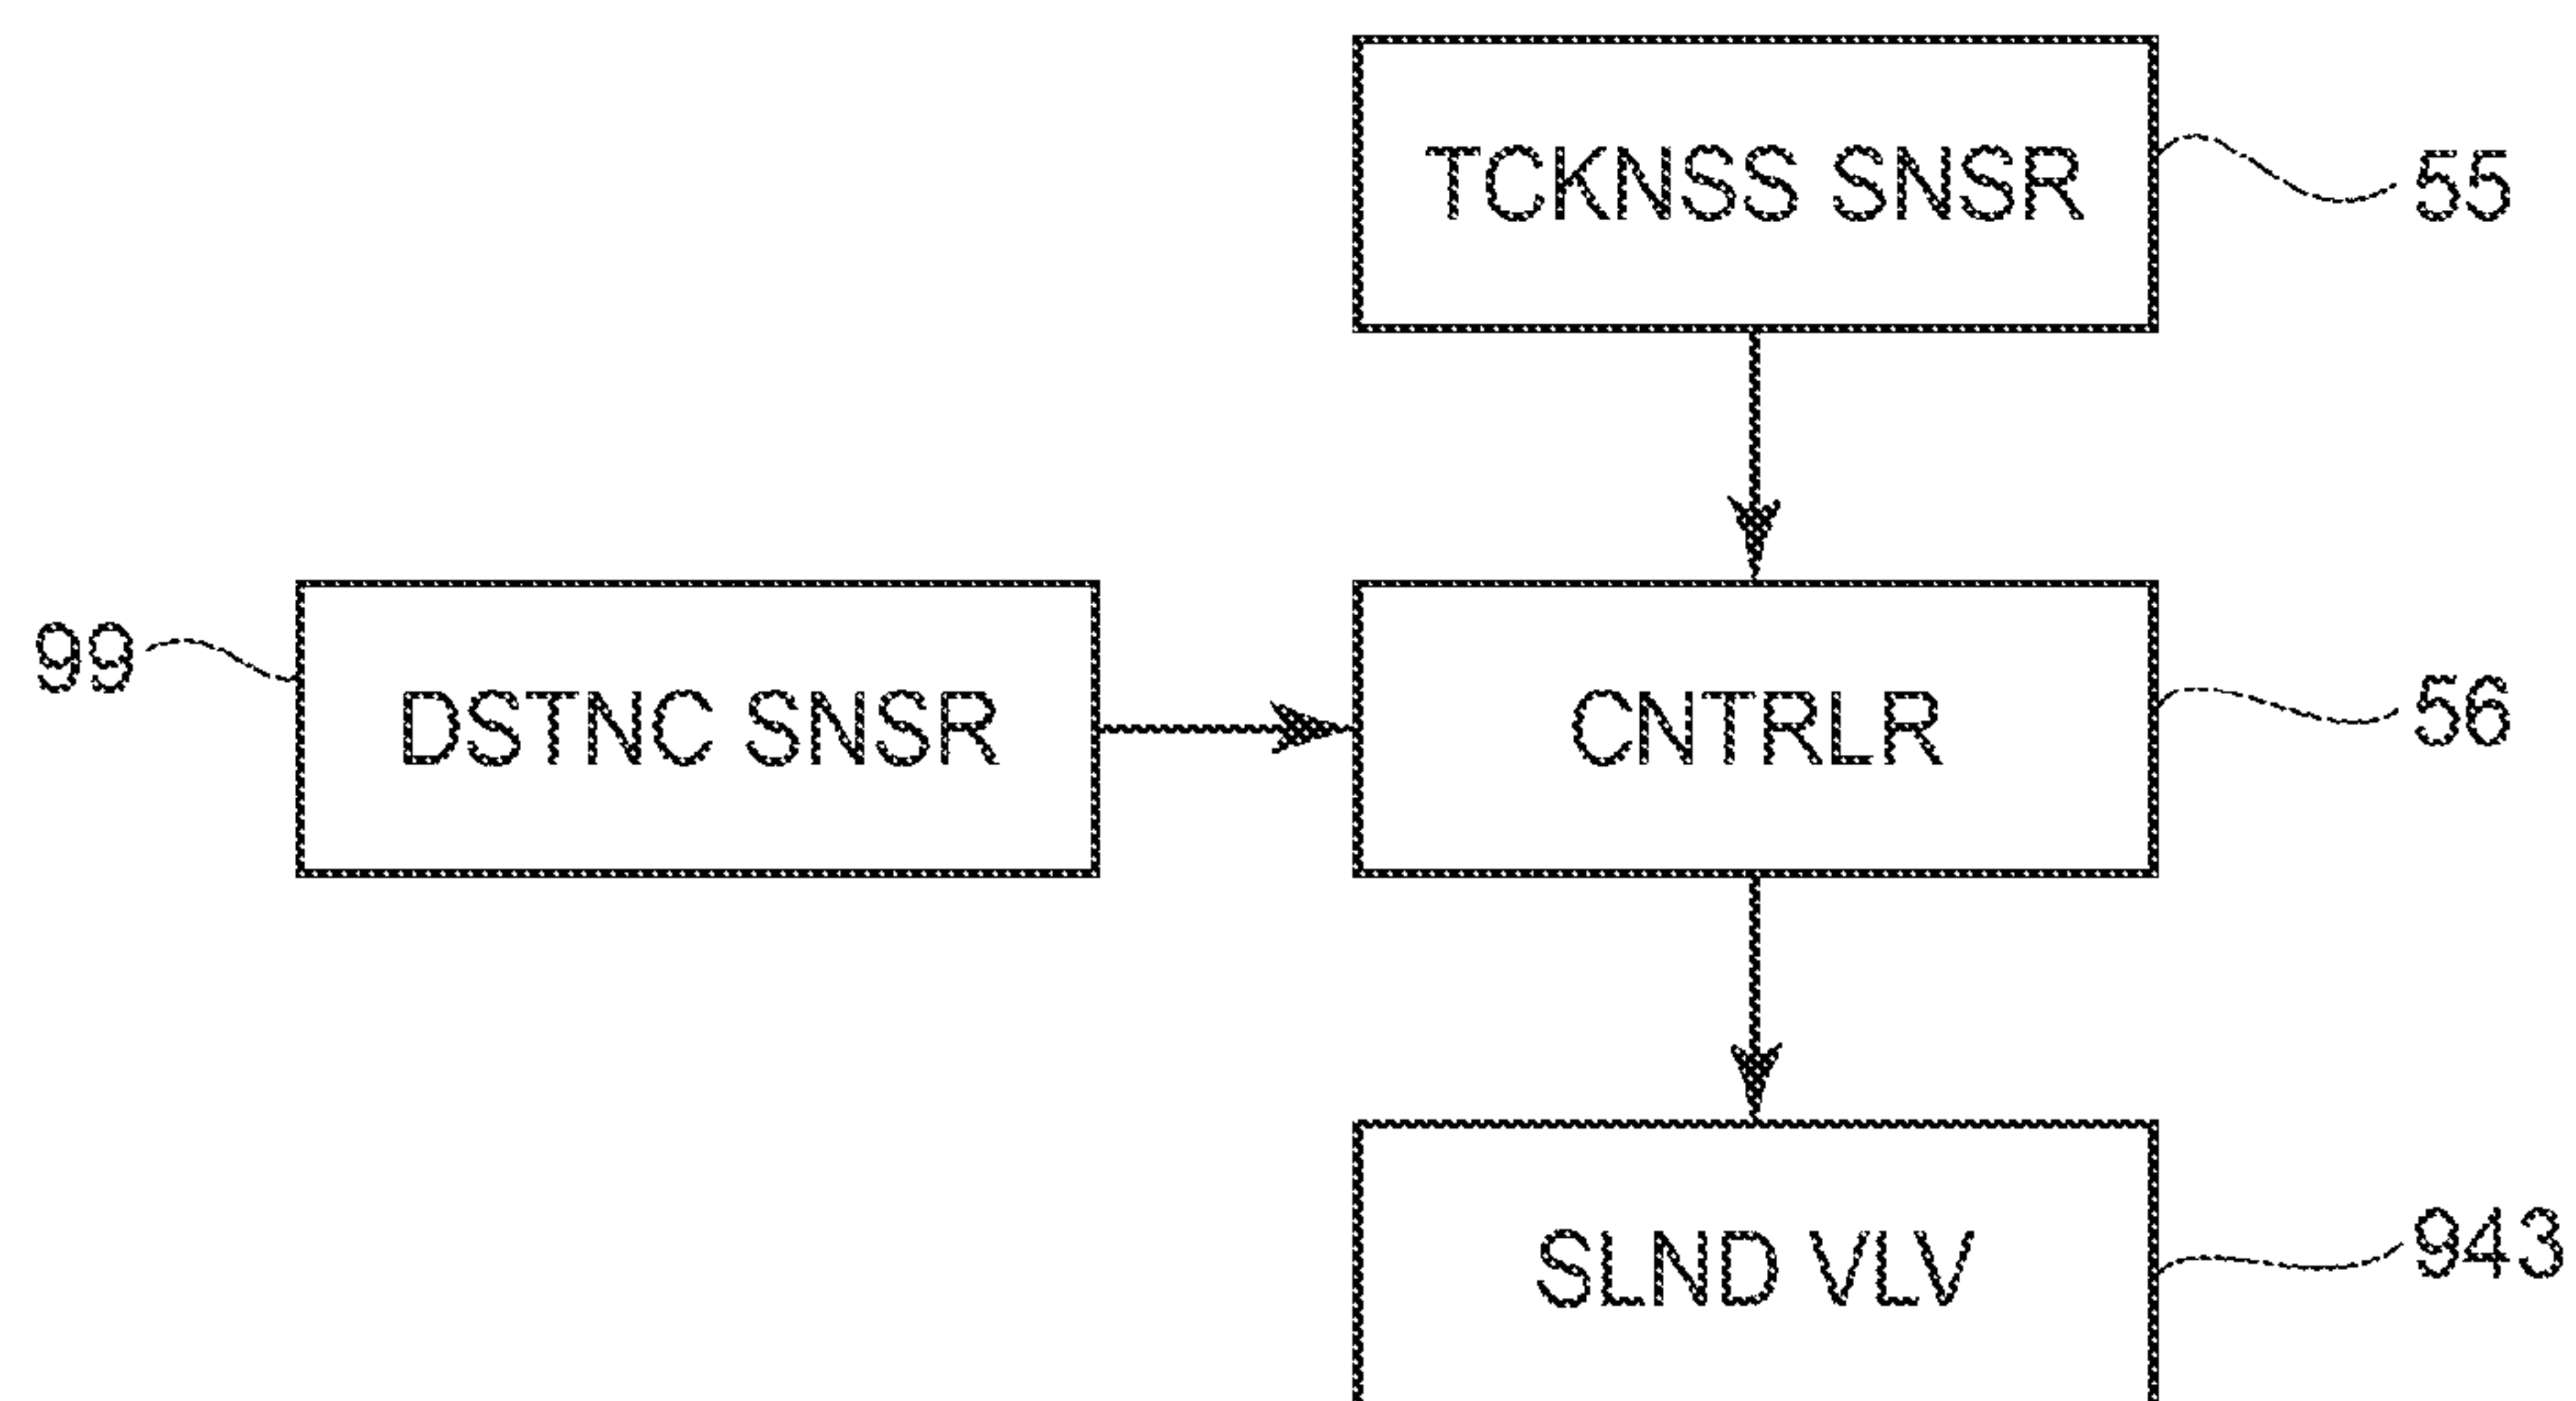 TCKNSS SNSR
55
99
DSTNC SNSR
CNTRLR
56
SLND VLV
943